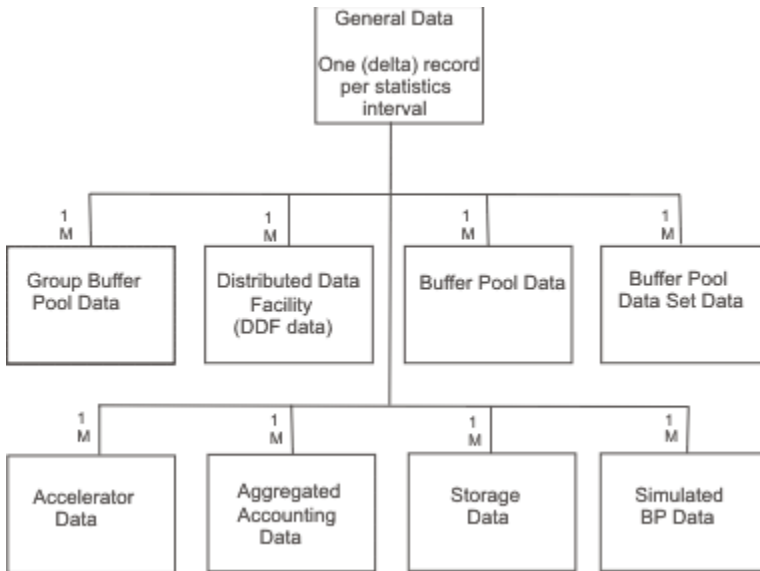 General Data
One (delta) record
per statistics
interval
1
M
1
M
1
M
1
M
Group Buffer
Pool Data
Distributed Data
Facility
(DDF data)
Buffer Pool Data
Buffer Pool
Data Set Data
1
M
1
M
1
M
1
M
Accelerator
Data
Aggregated
Accounting
Data
Storage
Data
Simulated
BP Data